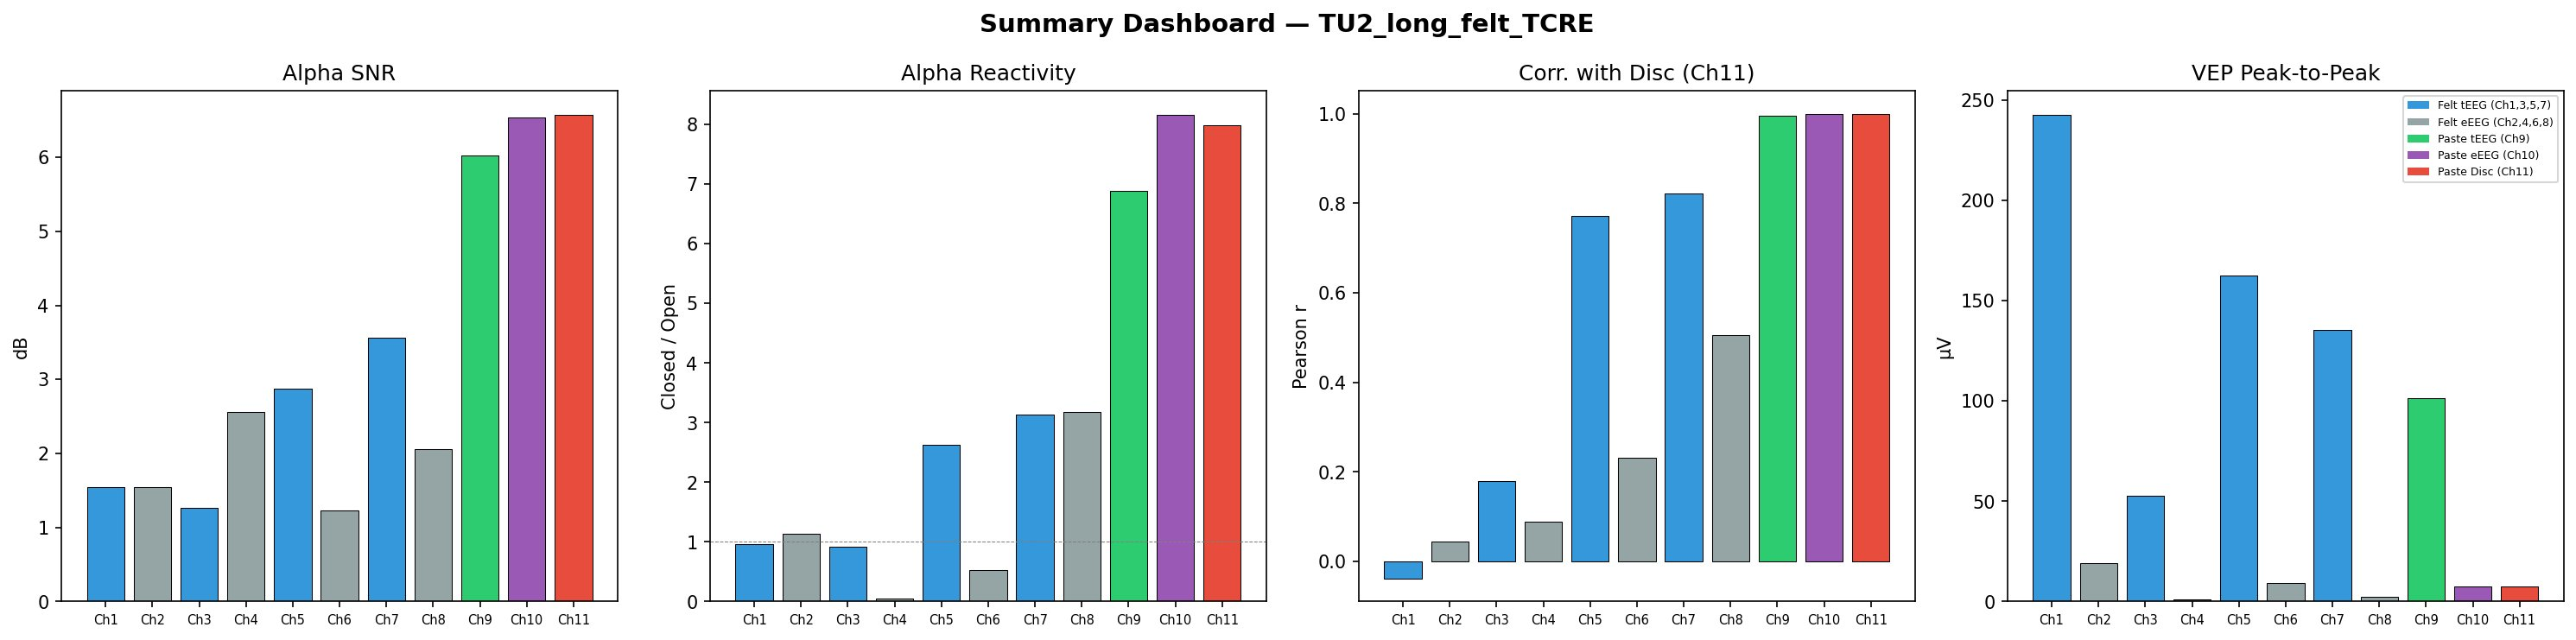 Summary Dashboard — TU2_long_felt_TCRE
Alpha SNR
dB
6
5
4
3
2
1
0
Ch1 Ch2 Ch3 Ch4 Ch5 Ch6 Ch7 Ch8 Ch9 Ch10 Ch11
Alpha Reactivity
Closed / Open
8
7
6
5
4
3
2
1
0
Ch1 Ch2 Ch3 Ch4 Ch5 Ch6 Ch7 Ch8 Ch9 Ch10 Ch11
Corr. with Disc (Ch11)
Pearson r
1.0
0.8
0.6
0.4
0.2
0.0
Ch1 Ch2 Ch3 Ch4 Ch5 Ch6 Ch7 Ch8 Ch9 Ch10 Ch11
VEP Peak-to-Peak
µV
250
200
150
100
50
0
Ch1 Ch2 Ch3 Ch4 Ch5 Ch6 Ch7 Ch8 Ch9 Ch10 Ch11
Felt tEEG (Ch1,3,5,7)
Felt eEEG (Ch2,4,6,8)
Paste tEEG (Ch9)
Paste eEEG (Ch10)
Paste Disc (Ch11)